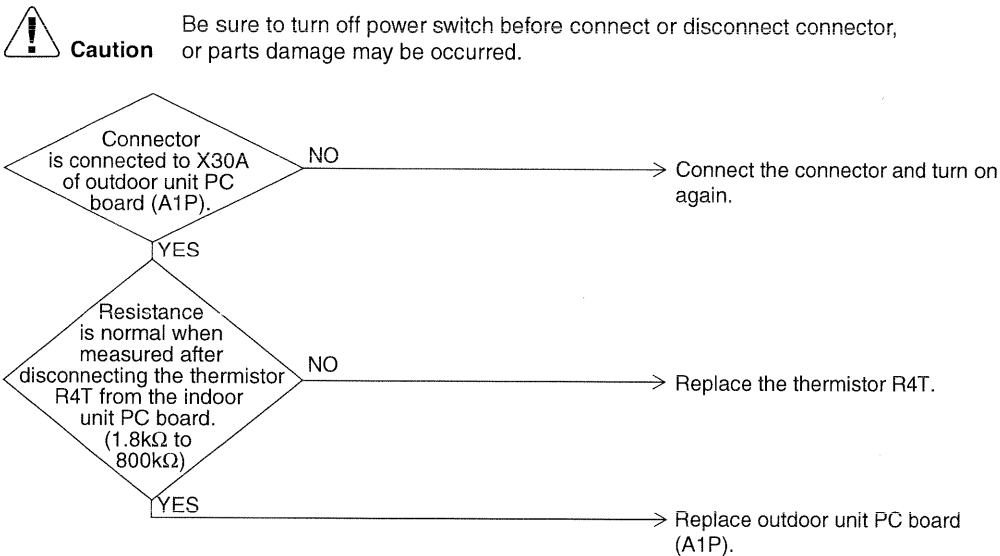 Be sure to turn off power switch before connect or disconnect connector,
Caution or parts damage may be occurred.
Connector
is connected to X30A
of outdoor unit PC
board (A1P).
NO
Connect the connector and turn on
again.
YES
Resistance
is normal when
measured after
disconnecting the thermistor
R4T from the indoor
unit PC board.
(1.8kΩ to
800kΩ)
NO
Replace the thermistor R4T.
YES
Replace outdoor unit PC board
(A1P).